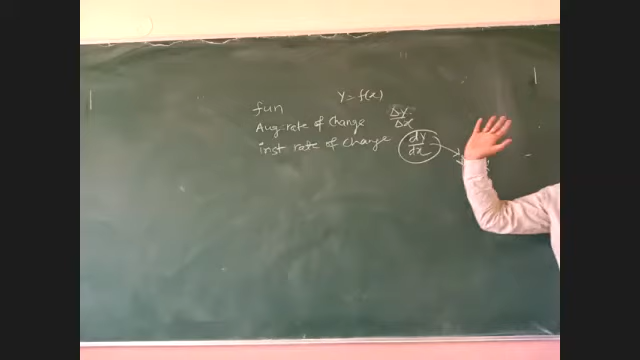 fun y = f(x)
Avg. rate of change Δy/Δx
inst rate of change dy/dx